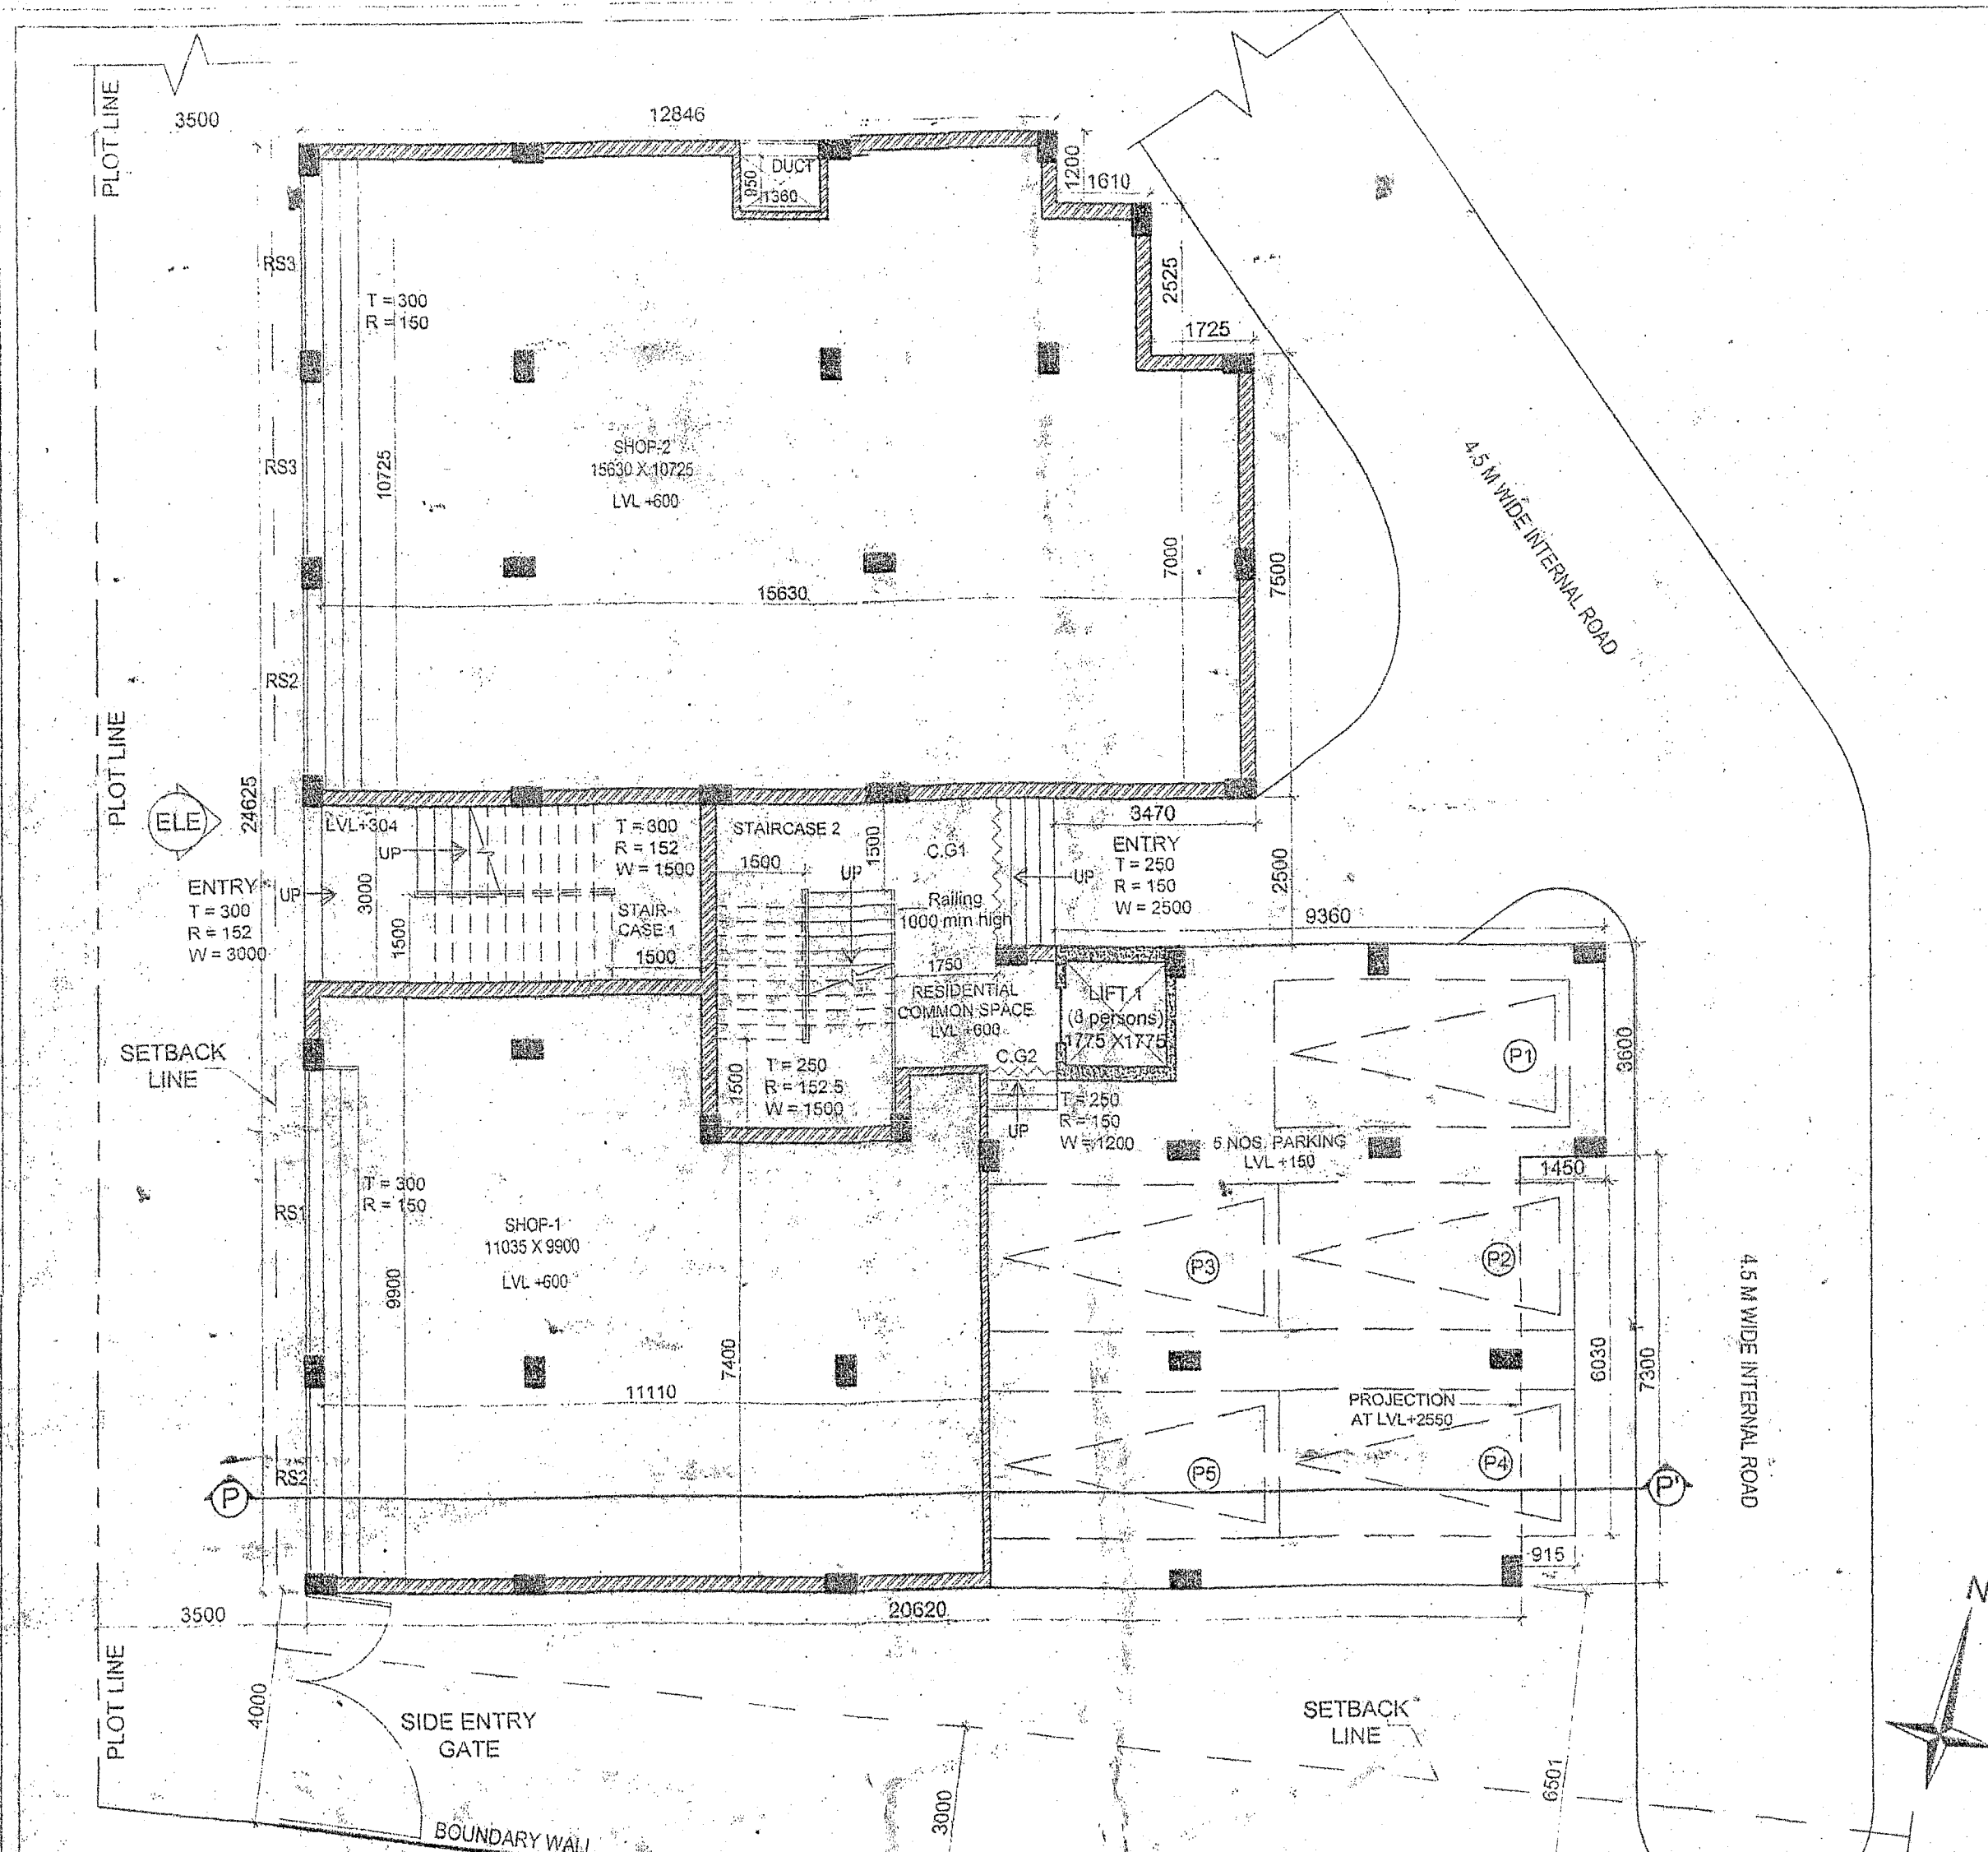 PLOT LINE
3500
12846
DUCT
950
1360
1200
1610
2525
1725
RS3
T = 300
R = 150
10725
RS3
SHOP-2
15630 X 10725
LVL +600
7000
7500
15630
RS2
4.5 M WIDE INTERNAL ROAD
PLOT LINE
ELE
24625
LVL+304
UP
ENTRY
T = 300
R = 152
W = 3000
UP
3000
1500
T = 300
R = 152
W = 1500
STAIR-
CASE 1
1500
STAIRCASE 2
1500
1500
UP
C.G1
Railing
1000 min high
3470
ENTRY
T = 250
R = 150
W = 2500
UP
2500
9360
1750
RESIDENTIAL
COMMON SPACE
LVL +600
LIFT 1
(8 persons)
1775 X1775
C.G2
UP
T = 250
R = 150
W = 1200
1500
T = 250
R = 152.5
W = 1500
SETBACK
LINE
P1
3600
5 NOS. PARKING
LVL +150
1450
T = 300
R = 150
RS1
SHOP-1
11035 X 9900
LVL +600
9900
7400
11110
P3
P2
6030
7300
PROJECTION
AT LVL+2550
P5
P4
4.5 M WIDE INTERNAL ROAD
RS2
P
P'
915
3500
20620
N
PLOT LINE
4000
SIDE ENTRY
GATE
SETBACK
LINE
3000
6501
BOUNDARY WALL